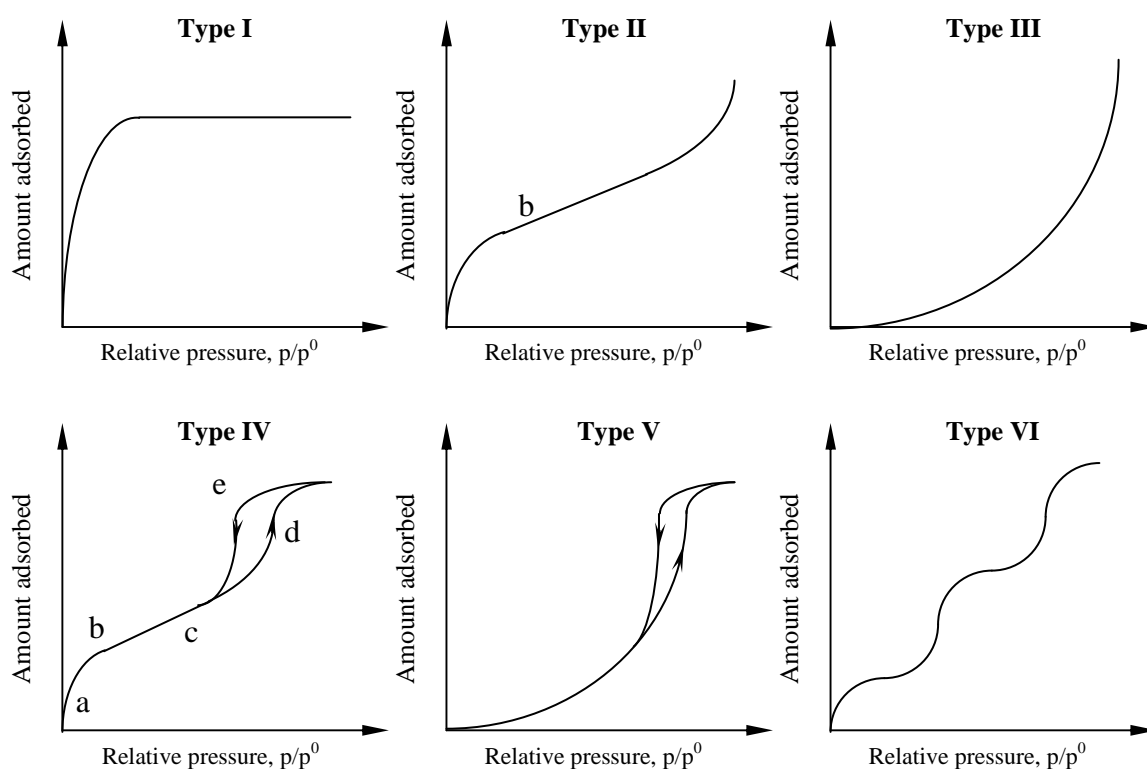 Type I
Type II
Type III
Amount adsorbed
Amount adsorbed
Amount adsorbed
b
Relative pressure, p/p⁰
Relative pressure, p/p⁰
Relative pressure, p/p⁰
Type IV
Type V
Type VI
Amount adsorbed
Amount adsorbed
Amount adsorbed
e
d
b
c
a
Relative pressure, p/p⁰
Relative pressure, p/p⁰
Relative pressure, p/p⁰